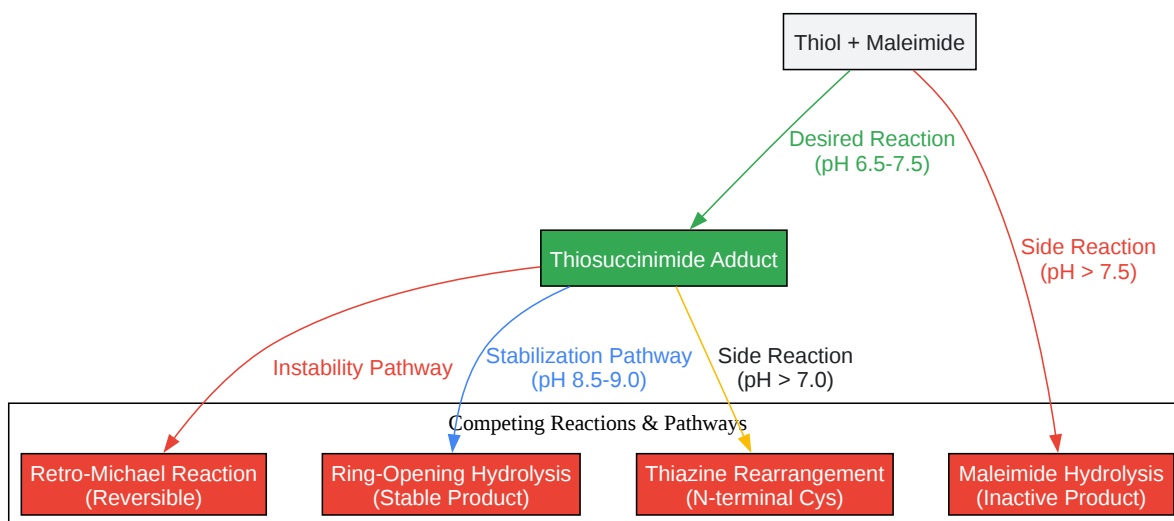 Thiol + Maleimide
Desired Reaction
(pH 6.5-7.5)
Side Reaction
(pH > 7.5)
Thiosuccinimide Adduct
Instability Pathway
Stabilization Pathway
(pH 8.5-9.0)
Side Reaction
(pH > 7.0)
Competing Reactions & Pathways
Retro-Michael Reaction
(Reversible)
Ring-Opening Hydrolysis
(Stable Product)
Thiazine Rearrangement
(N-terminal Cys)
Maleimide Hydrolysis
(Inactive Product)